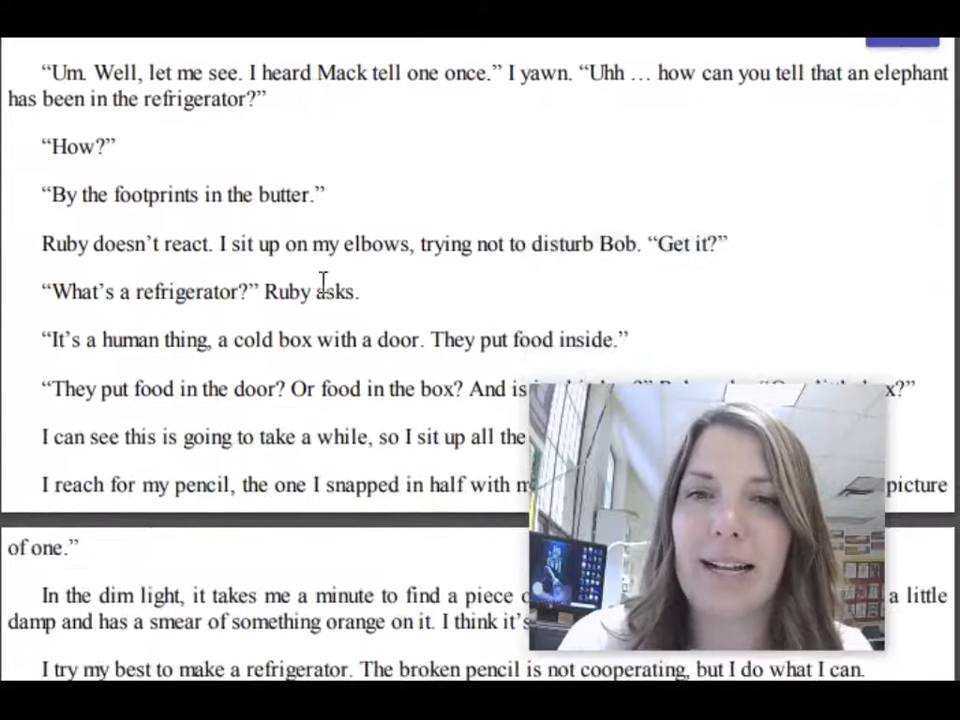 “Um. Well, let me see. I heard Mack tell one once.” I yawn. “Uhh … how can you tell that an elephant
has been in the refrigerator?”
“How?”
“By the footprints in the butter.”
Ruby doesn’t react. I sit up on my elbows, trying not to disturb Bob. “Get it?”
“What’s a refrigerator?” Ruby asks.
“It’s a human thing, a cold box with a door. They put food inside.”
“They put food in the door? Or food in the box? And is x?”
I can see this is going to take a while, so I sit up all the
I reach for my pencil, the one I snapped in half with picture
of one.”
In the dim light, it takes me a minute to find a piece a little
damp and has a smear of something orange on it. I think it’s
I try my best to make a refrigerator. The broken pencil is not cooperating, but I do what I can.